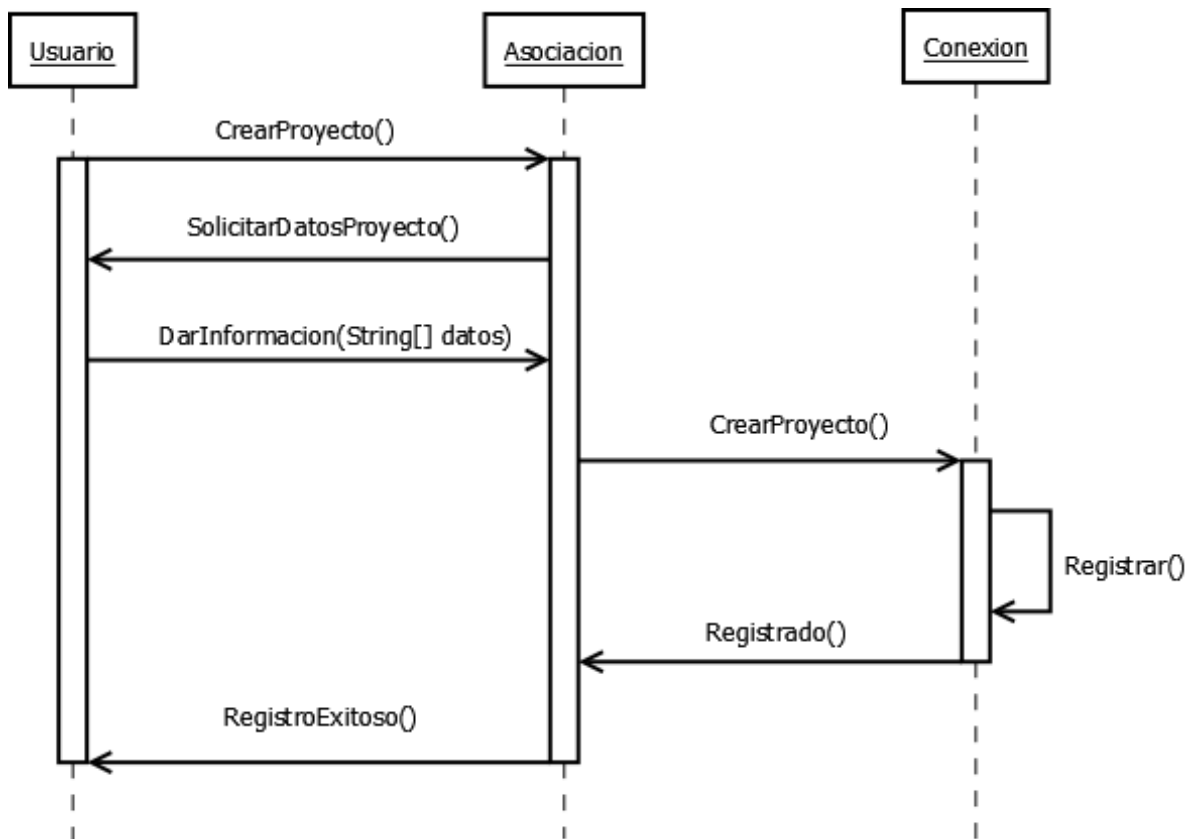 Usuario
Asociacion
Conexion
CrearProyecto()
SolicitarDatosProyecto()
DarInformacion(String[] datos)
CrearProyecto()
Registrar()
Registrado()
RegistroExitoso()